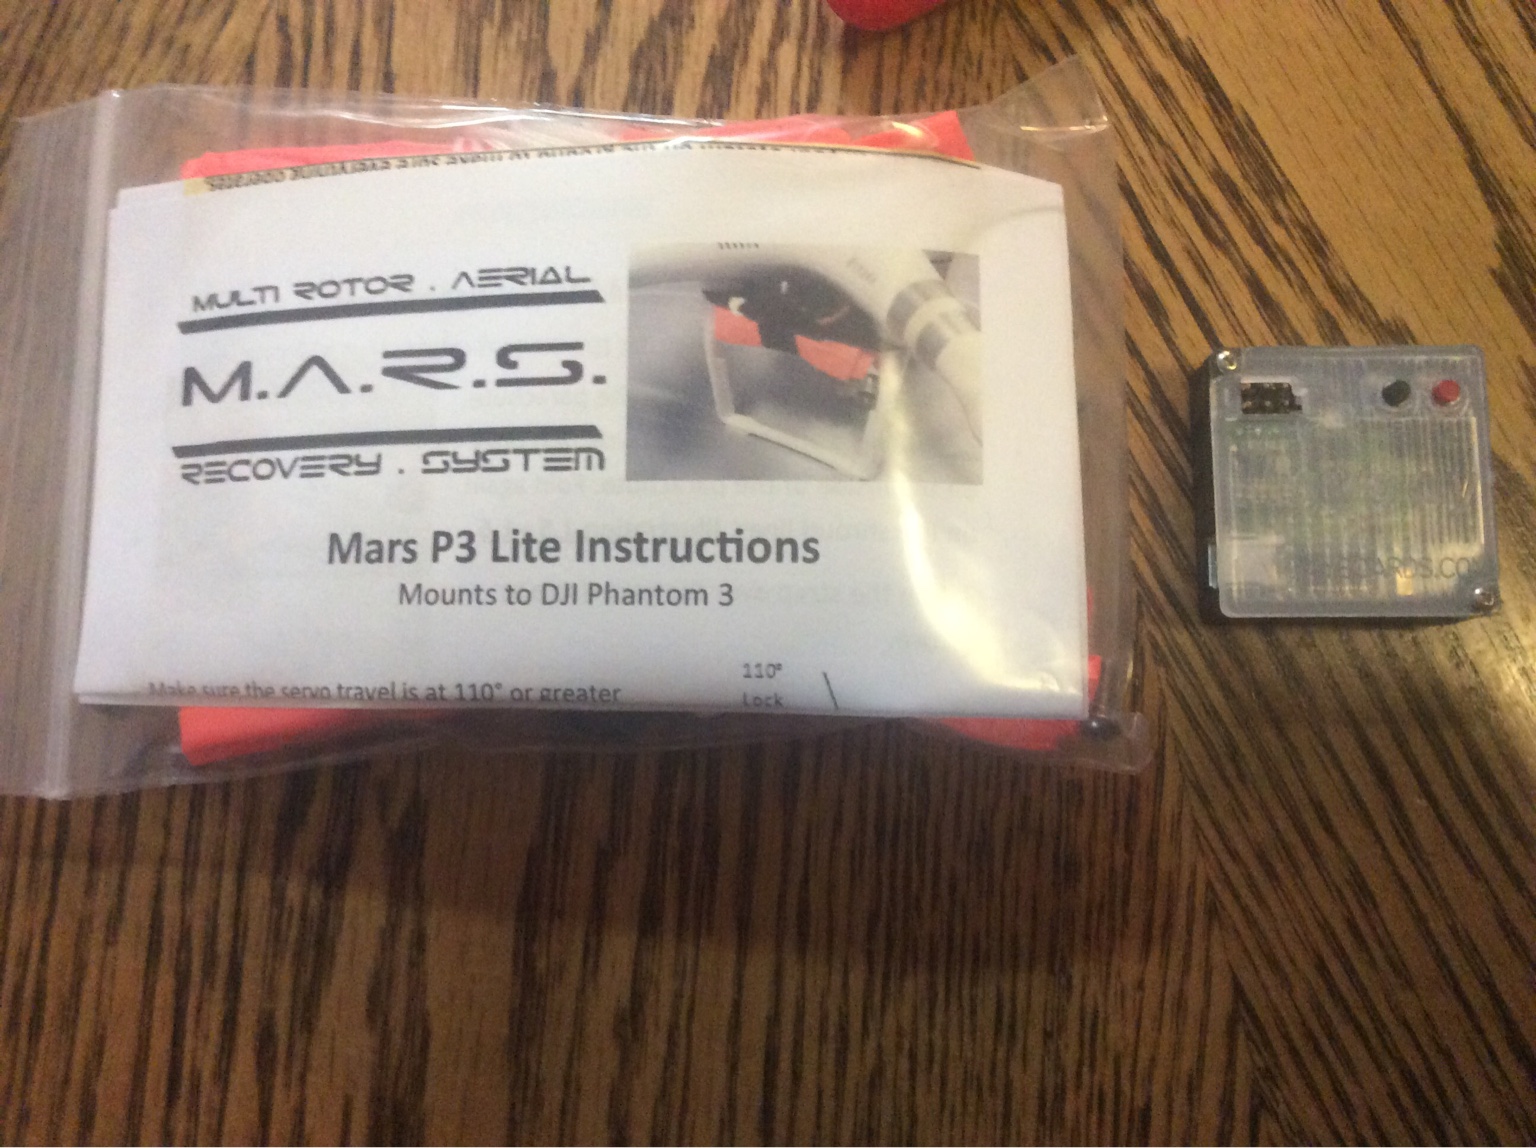 MULTI ROTOR . AERIAL
M.A.R.S.
RECOVERY . SYSTEM
Mars P3 Lite Instructions
Mounts to DJI Phantom 3
Make sure the servo travel is at 110° or greater
110°
Lock